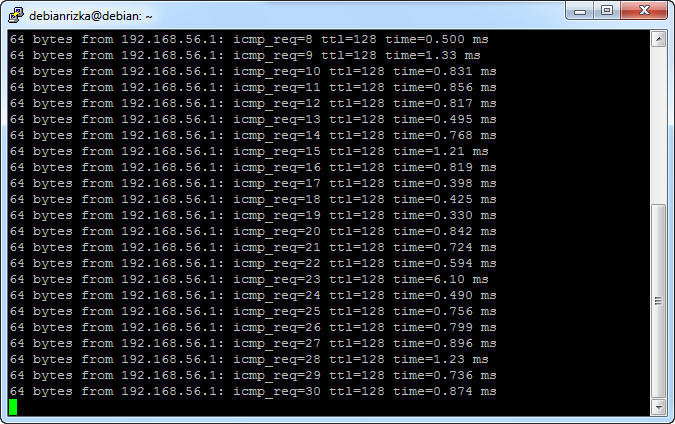 debianrizka@debian: ~
64 bytes from 192.168.56.1: icmp_req=8 ttl=128 time=0.500 ms
64 bytes from 192.168.56.1: icmp_req=9 ttl=128 time=1.33 ms
64 bytes from 192.168.56.1: icmp_req=10 ttl=128 time=0.831 ms
64 bytes from 192.168.56.1: icmp_req=11 ttl=128 time=0.856 ms
64 bytes from 192.168.56.1: icmp_req=12 ttl=128 time=0.817 ms
64 bytes from 192.168.56.1: icmp_req=13 ttl=128 time=0.495 ms
64 bytes from 192.168.56.1: icmp_req=14 ttl=128 time=0.768 ms
64 bytes from 192.168.56.1: icmp_req=15 ttl=128 time=1.21 ms
64 bytes from 192.168.56.1: icmp_req=16 ttl=128 time=0.819 ms
64 bytes from 192.168.56.1: icmp_req=17 ttl=128 time=0.398 ms
64 bytes from 192.168.56.1: icmp_req=18 ttl=128 time=0.425 ms
64 bytes from 192.168.56.1: icmp_req=19 ttl=128 time=0.330 ms
64 bytes from 192.168.56.1: icmp_req=20 ttl=128 time=0.842 ms
64 bytes from 192.168.56.1: icmp_req=21 ttl=128 time=0.724 ms
64 bytes from 192.168.56.1: icmp_req=22 ttl=128 time=0.594 ms
64 bytes from 192.168.56.1: icmp_req=23 ttl=128 time=6.10 ms
64 bytes from 192.168.56.1: icmp_req=24 ttl=128 time=0.490 ms
64 bytes from 192.168.56.1: icmp_req=25 ttl=128 time=0.756 ms
64 bytes from 192.168.56.1: icmp_req=26 ttl=128 time=0.799 ms
64 bytes from 192.168.56.1: icmp_req=27 ttl=128 time=0.896 ms
64 bytes from 192.168.56.1: icmp_req=28 ttl=128 time=1.23 ms
64 bytes from 192.168.56.1: icmp_req=29 ttl=128 time=0.736 ms
64 bytes from 192.168.56.1: icmp_req=30 ttl=128 time=0.874 ms